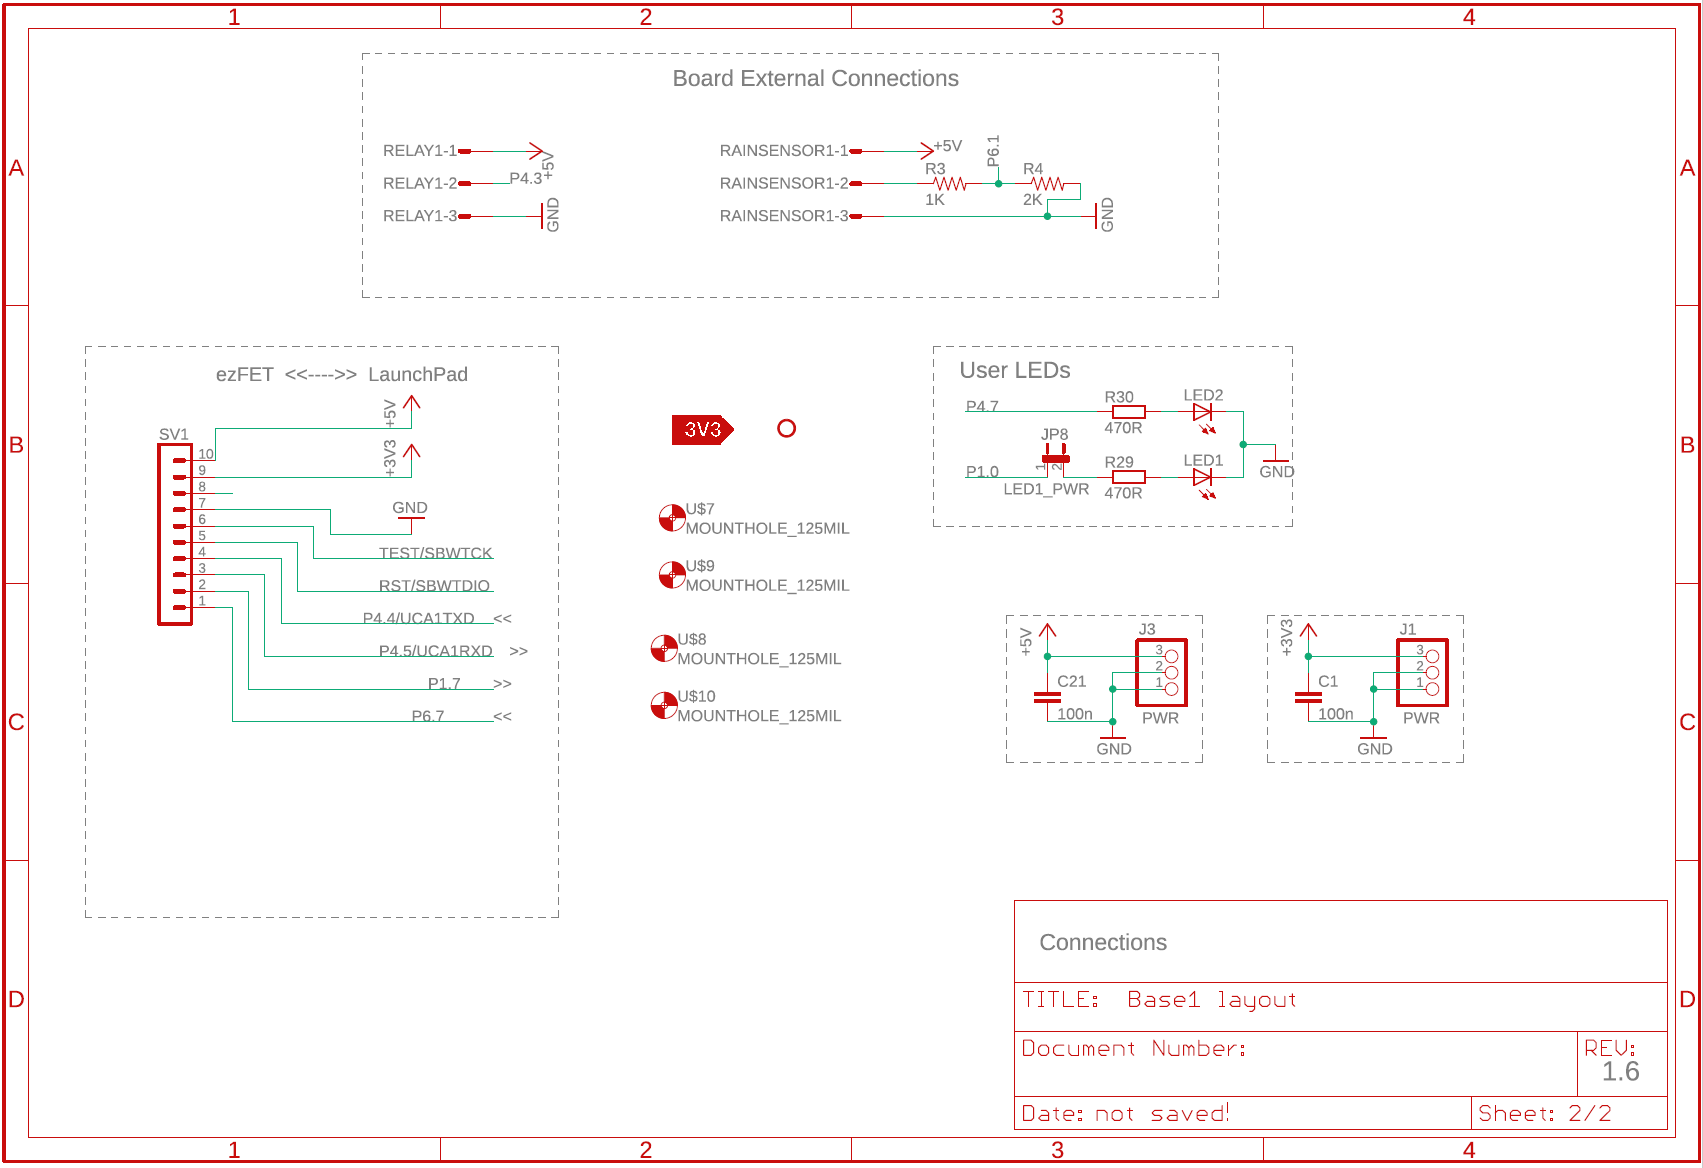 1 2 3 4
A A
B B
C C
D D
1 2 3 4
Board External Connections
RELAY1-1
+5V
RELAY1-2
P4.3
RELAY1-3
GND
RAINSENSOR1-1
+5V
P6.1
RAINSENSOR1-2
R3
1K
R4
2K
RAINSENSOR1-3
GND
ezFET <<---->> LaunchPad
+5V
SV1
+3V3
10
9
8
7
6
5
4
3
2
1
GND
TEST/SBWTCK
RST/SBWTDIO
P4.4/UCA1TXD <<
P4.5/UCA1RXD >>
P1.7 >>
P6.7 <<
3V3
U$7
MOUNTHOLE_125MIL
U$9
MOUNTHOLE_125MIL
U$8
MOUNTHOLE_125MIL
U$10
MOUNTHOLE_125MIL
User LEDs
P4.7
R30
470R
LED2
JP8
1 2
P1.0
LED1_PWR
R29
470R
LED1
GND
+5V
J3
3
2
1
C21
100n
PWR
GND
+3V3
J1
3
2
1
C1
100n
PWR
GND
Connections
TITLE: Base1 layout
Document Number:
REV:
1.6
Date: not saved!
Sheet: 2/2